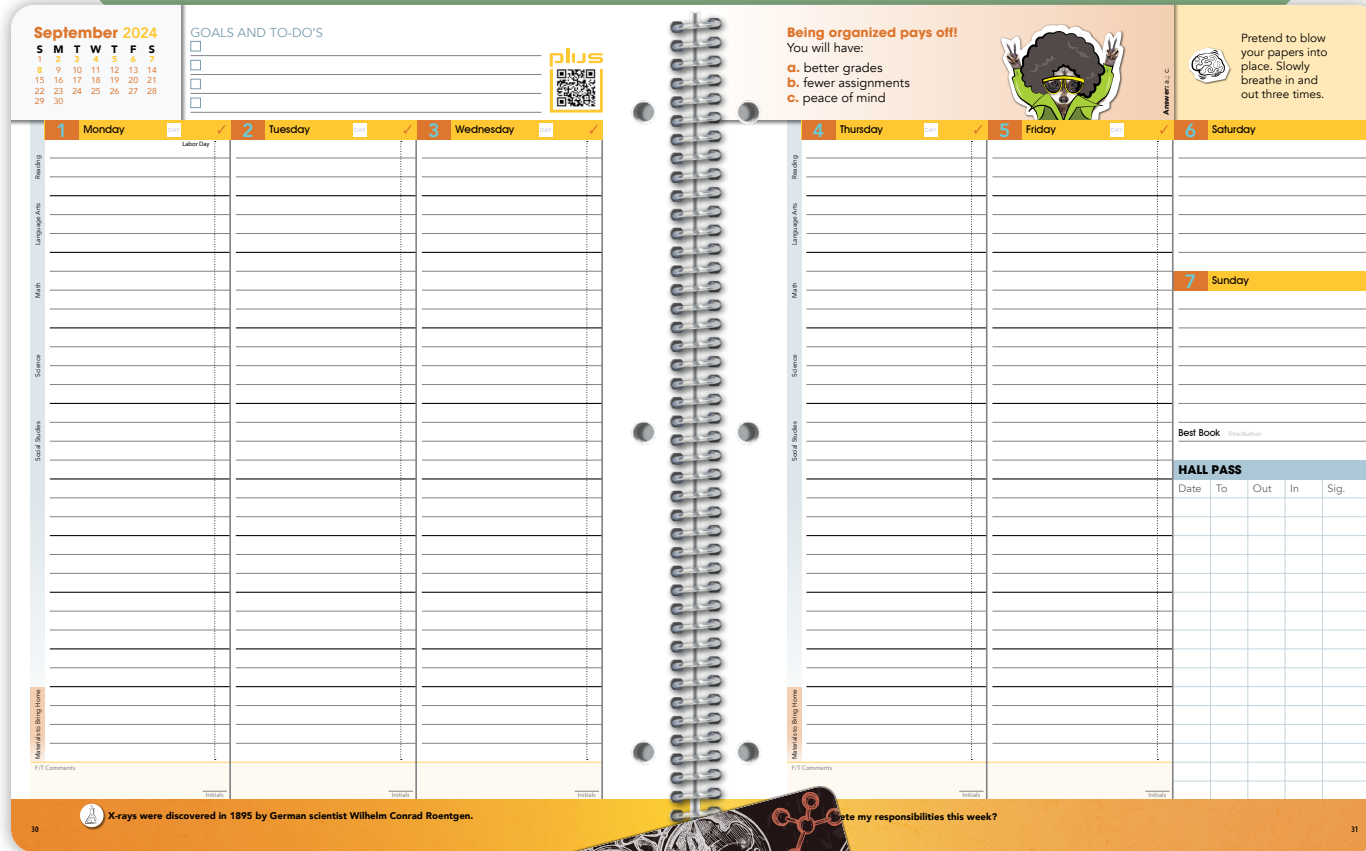 September 2024
S M T W T F S
1 2 3 4 5 6 7
8 9 10 11 12 13 14
15 16 17 18 19 20 21
22 23 24 25 26 27 28
29 30
GOALS AND TO-DO'S
plus
1 Monday DAY ✓
2 Tuesday DAY ✓
3 Wednesday DAY ✓
Labor Day
Reading
Language Arts
Math
Science
Social Studies
Materials to Bring Home
F/T Comments
Initials
Initials
Initials
X-rays were discovered in 1895 by German scientist Wilhelm Conrad Roentgen.
30
Being organized pays off!
You will have:
a. better grades
b. fewer assignments
c. peace of mind
Answer: a.; c.
Pretend to blow
your papers into
place. Slowly
breathe in and
out three times.
4 Thursday DAY ✓
5 Friday DAY ✓
6 Saturday
Reading
Language Arts
Math
Science
Social Studies
Materials to Bring Home
7 Sunday
Best Book Title/Author
HALL PASS
Date To Out In Sig.
F/T Comments
Initials
Initials
ete my responsibilities this week?
31